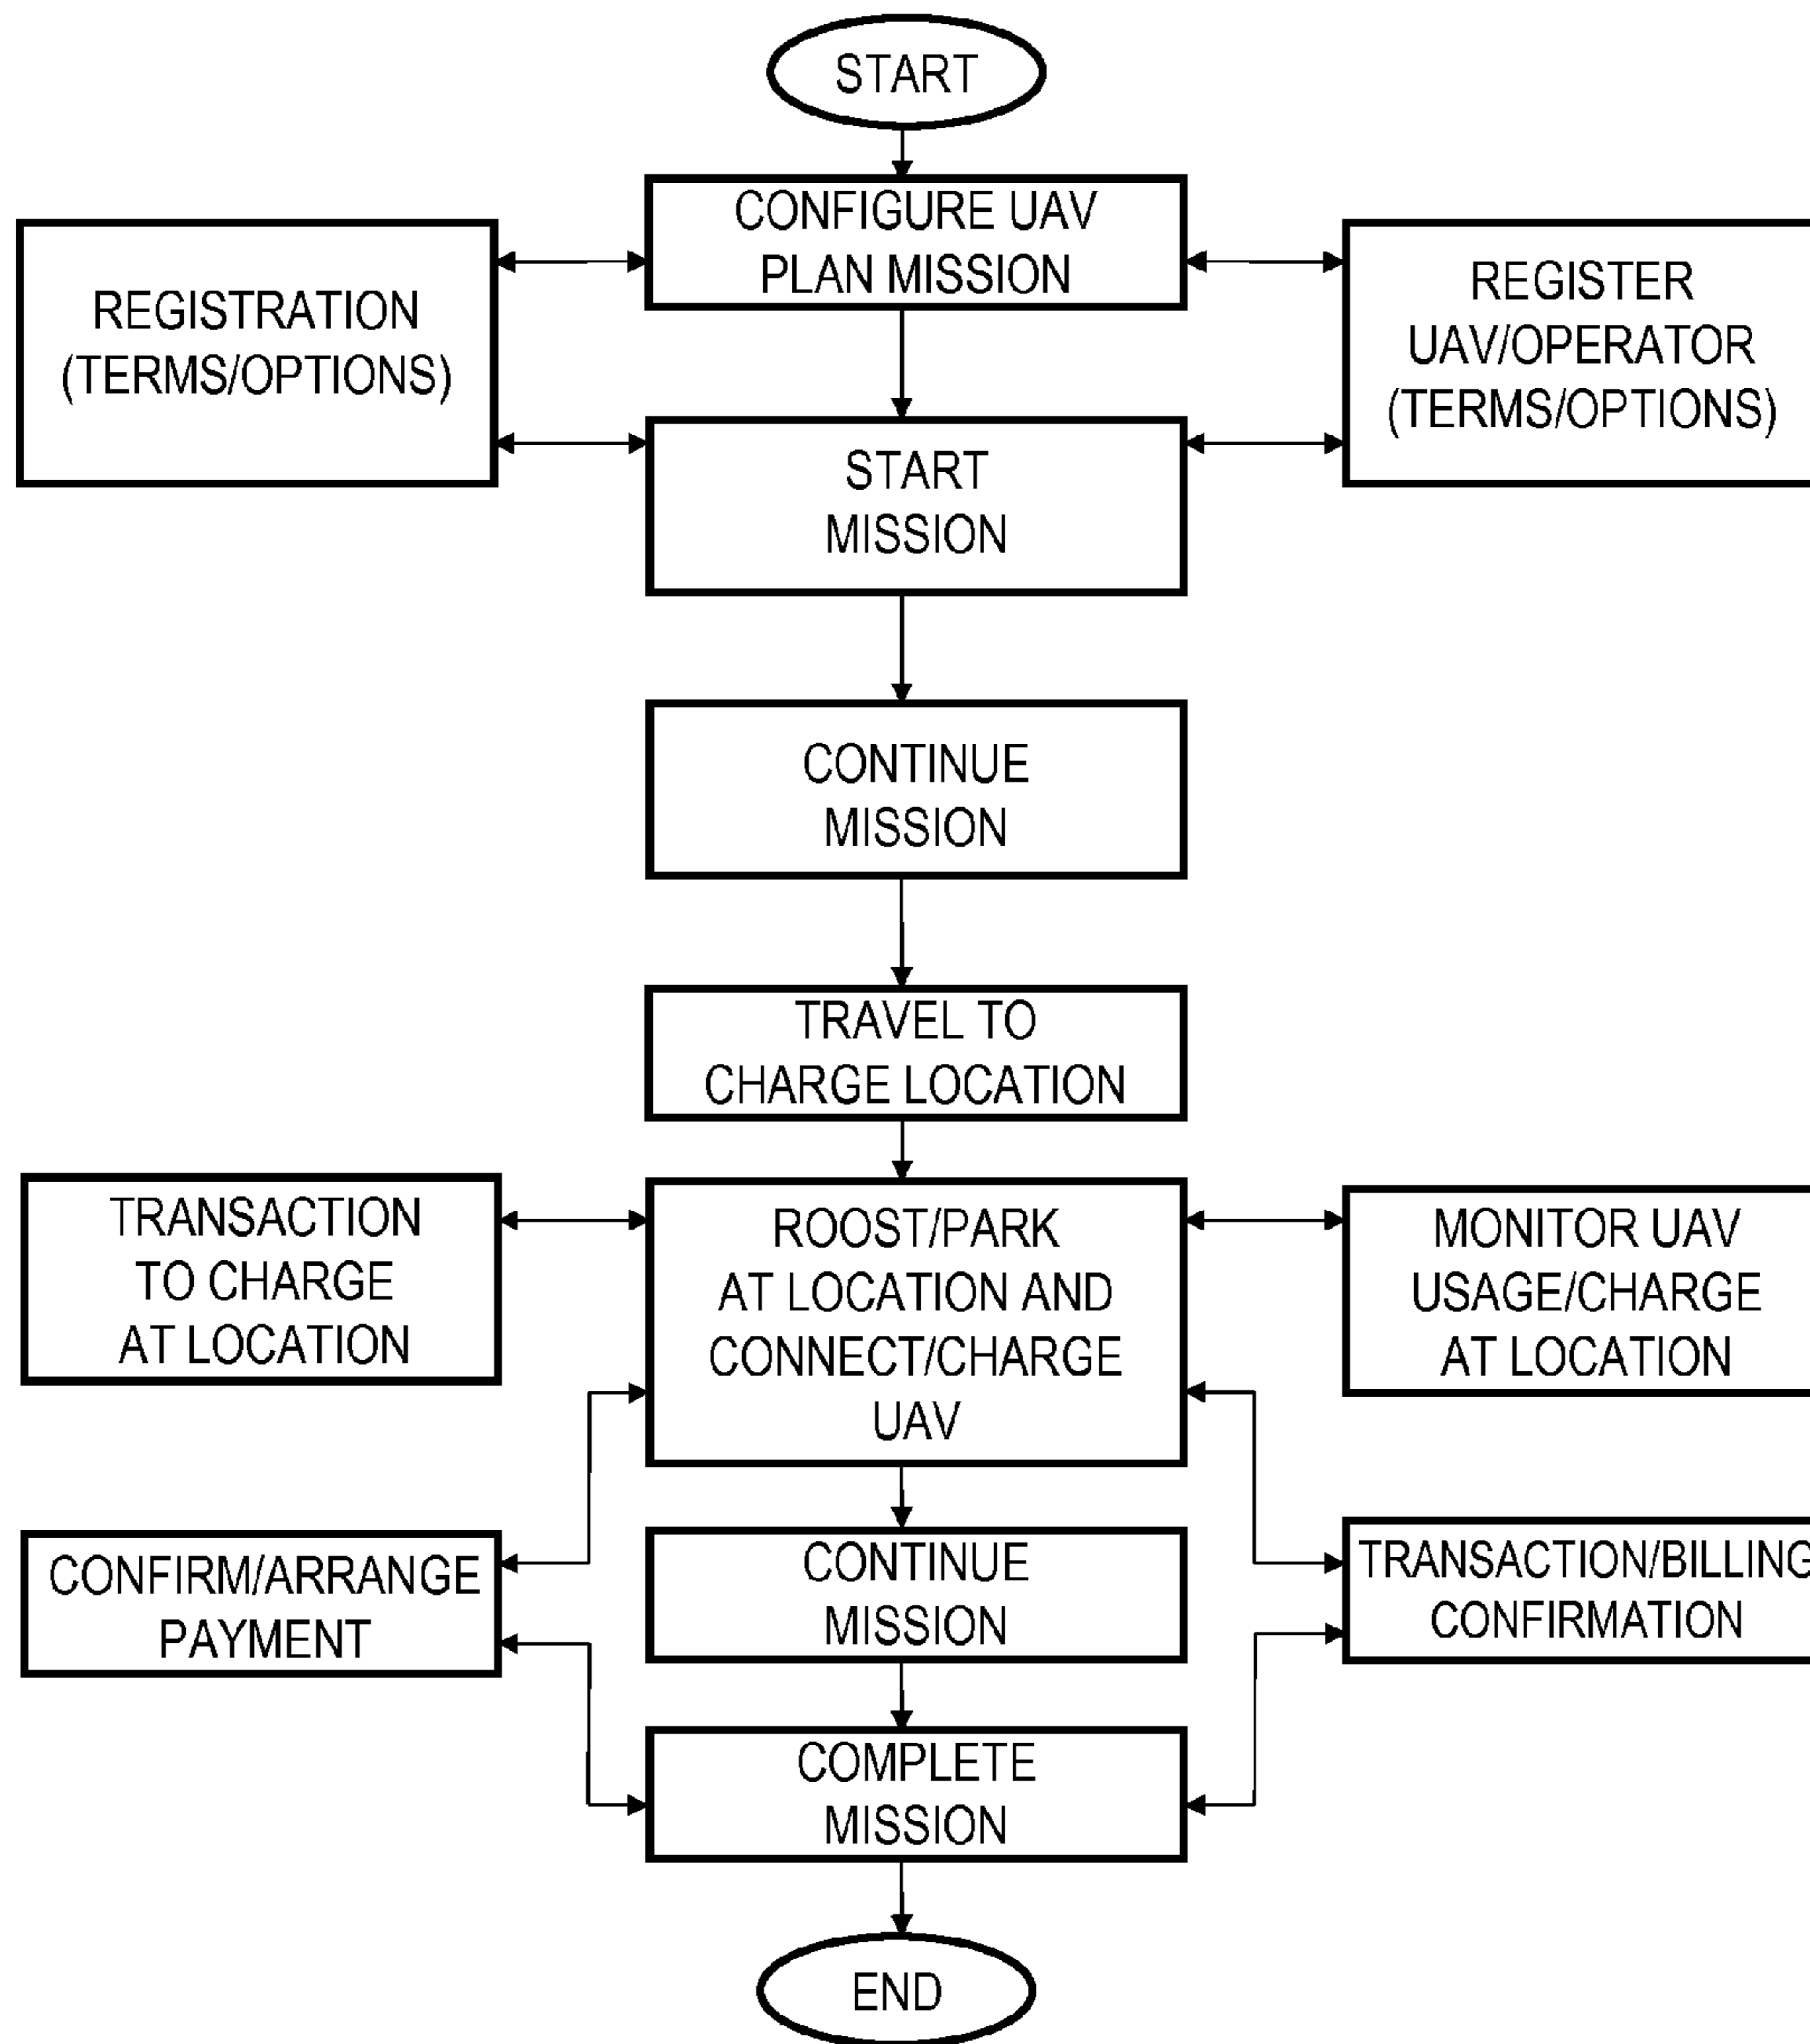 START
CONFIGURE UAV
PLAN MISSION
REGISTRATION
(TERMS/OPTIONS)
REGISTER
UAV/OPERATOR
(TERMS/OPTIONS)
START
MISSION
CONTINUE
MISSION
TRAVEL TO
CHARGE LOCATION
TRANSACTION
TO CHARGE
AT LOCATION
ROOST/PARK
AT LOCATION AND
CONNECT/CHARGE
UAV
MONITOR UAV
USAGE/CHARGE
AT LOCATION
CONFIRM/ARRANGE
PAYMENT
CONTINUE
MISSION
TRANSACTION/BILLING
CONFIRMATION
COMPLETE
MISSION
END